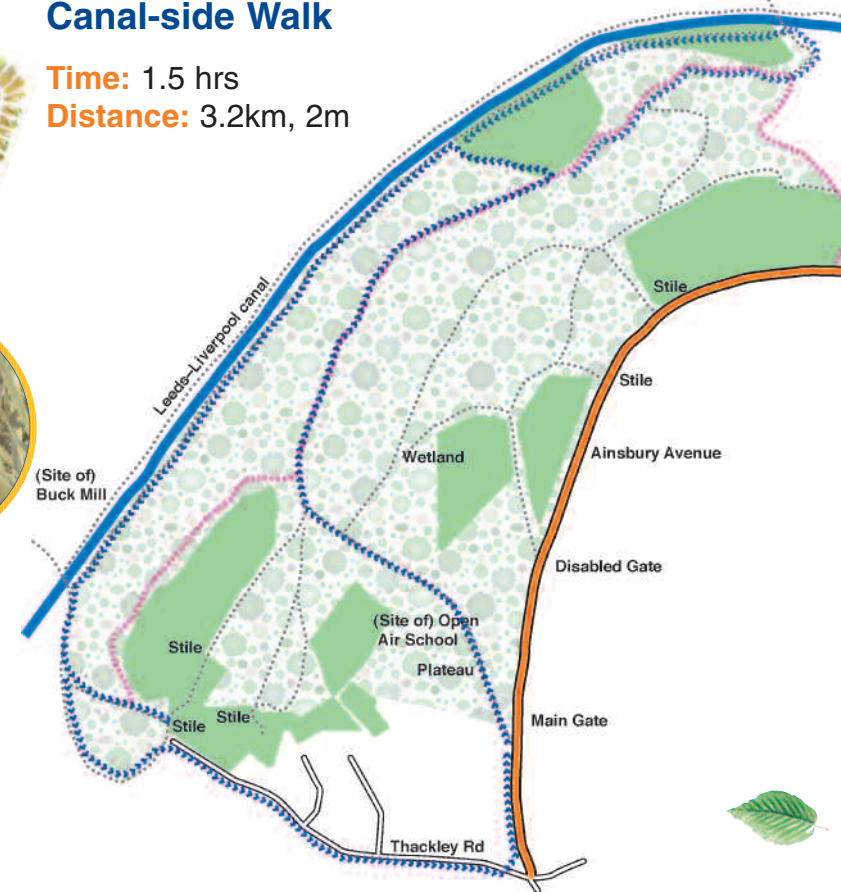 Canal-side Walk
Time: 1.5 hrs
Distance: 3.2km, 2m
Stile
Leeds–Liverpool canal
Stile
Ainsbury Avenue
Wetland
(Site of)
Buck Mill
Disabled Gate
(Site of) Open
Air School
Stile
Plateau
Stile
Stile
Main Gate
Thackley Rd